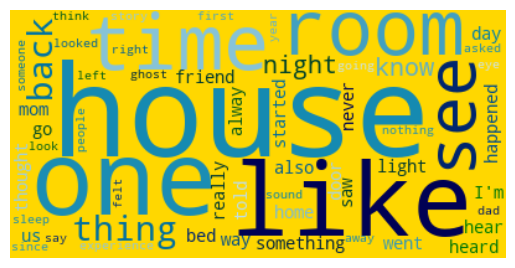 think
story
first
year
someone
looked
right
back
time
room
day
asked
eye
going
left
ghost
friend
night
know
see
mom
go
look
people
house
alway
started
never
nothing
happened
thought
felt
one
really
told
also
door
saw
light
like
thing
sound
home
I'm
dad
hear
heard
sleep
us
say
since
experience
bed
way
something
away
went